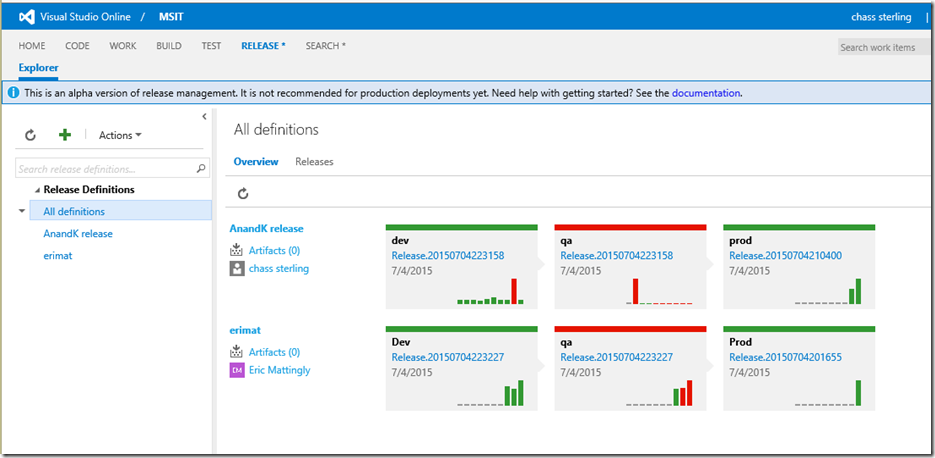 Visual Studio Online / MSIT chass sterling
HOME CODE WORK BUILD TEST RELEASE * SEARCH * Search work items
Explorer
This is an alpha version of release management. It is not recommended for production deployments yet. Need help with getting started? See the documentation.
Actions
Search release definitions...
Release Definitions
All definitions
AnandK release
erimat
All definitions
Overview Releases
AnandK release
Artifacts (0)
chass sterling
dev
Release.20150704223158
7/4/2015
qa
Release.20150704223158
7/4/2015
prod
Release.20150704210400
7/4/2015
erimat
Artifacts (0)
EM Eric Mattingly
Dev
Release.20150704223227
7/4/2015
qa
Release.20150704223227
7/4/2015
Prod
Release.20150704201655
7/4/2015